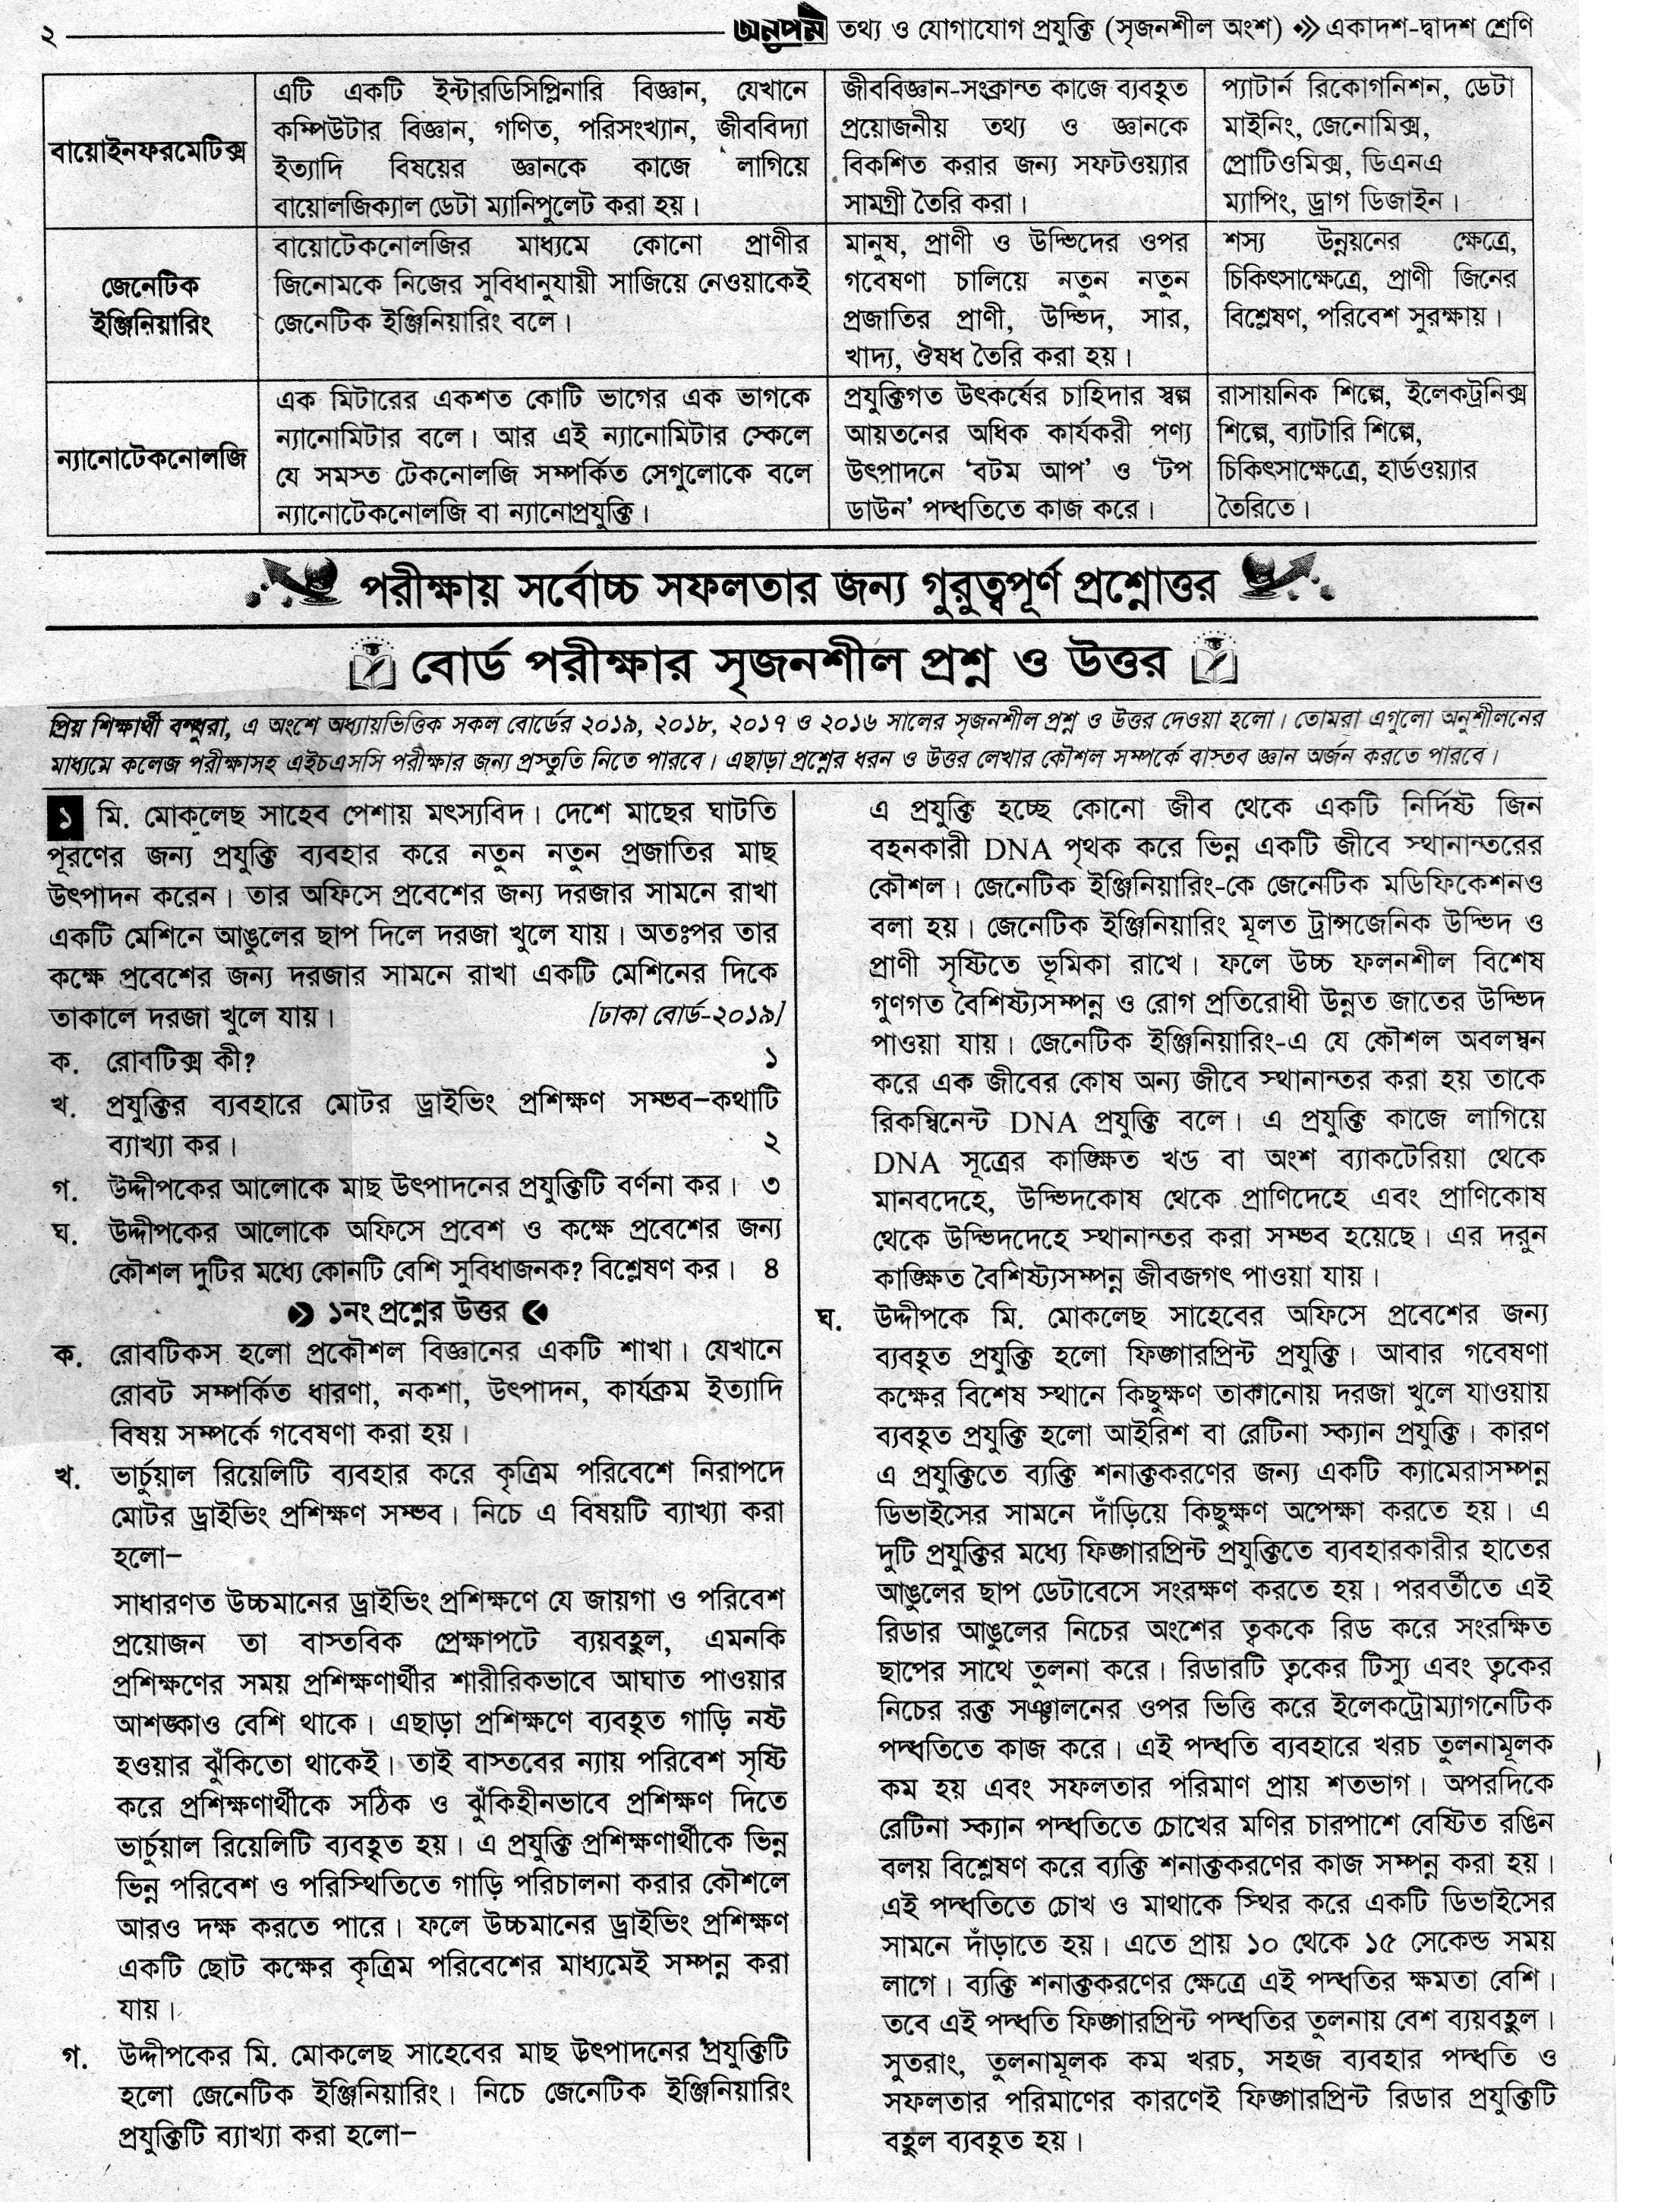 ২
অনুপম তথ্য ও যোগাযোগ প্রযুক্তি (সৃজনশীল অংশ) একাদশ-দ্বাদশ শ্রেণি
বায়োইনফরমেটিক্স
এটি একটি ইন্টারডিসিপ্লিনারি বিজ্ঞান, যেখানে
কম্পিউটার বিজ্ঞান, গণিত, পরিসংখ্যান, জীববিদ্যা
ইত্যাদি বিষয়ের জ্ঞানকে কাজে লাগিয়ে
বায়োলজিক্যাল ডেটা ম্যানিপুলেট করা হয়।
জীববিজ্ঞান-সংক্রান্ত কাজে ব্যবহৃত
প্রয়োজনীয় তথ্য ও জ্ঞানকে
বিকশিত করার জন্য সফটওয়্যার
সামগ্রী তৈরি করা।
প্যাটার্ন রিকোগনিশন, ডেটা
মাইনিং, জেনোমিক্স,
প্রোটিওমিক্স, ডিএনএ
ম্যাপিং, ড্রাগ ডিজাইন।
জেনেটিক
ইঞ্জিনিয়ারিং
বায়োটেকনোলজির মাধ্যমে কোনো প্রাণীর
জিনোমকে নিজের সুবিধানুযায়ী সাজিয়ে নেওয়াকেই
জেনেটিক ইঞ্জিনিয়ারিং বলে।
মানুষ, প্রাণী ও উদ্ভিদের ওপর
গবেষণা চালিয়ে নতুন নতুন
প্রজাতির প্রাণী, উদ্ভিদ, সার,
খাদ্য, ঔষধ তৈরি করা হয়।
শস্য উন্নয়নের ক্ষেত্রে,
চিকিৎসাক্ষেত্রে, প্রাণী জিনের
বিশ্লেষণ, পরিবেশ সুরক্ষায়।
ন্যানোটেকনোলজি
এক মিটারের একশত কোটি ভাগের এক ভাগকে
ন্যানোমিটার বলে। আর এই ন্যানোমিটার স্কেলে
যে সমস্ত টেকনোলজি সম্পর্কিত সেগুলোকে বলে
ন্যানোটেকনোলজি বা ন্যানোপ্রযুক্তি।
প্রযুক্তিগত উৎকর্ষের চাহিদার স্বল্প
আয়তনের অধিক কার্যকরী পণ্য
উৎপাদনে ‘বটম আপ’ ও ‘টপ
ডাউন’ পদ্ধতিতে কাজ করে।
রাসায়নিক শিল্পে, ইলেকট্রনিক্স
শিল্পে, ব্যাটারি শিল্পে,
চিকিৎসাক্ষেত্রে, হার্ডওয়্যার
তৈরিতে।
পরীক্ষায় সর্বোচ্চ সফলতার জন্য গুরুত্বপূর্ণ প্রশ্নোত্তর
বোর্ড পরীক্ষার সৃজনশীল প্রশ্ন ও উত্তর
প্রিয় শিক্ষার্থী বন্ধুরা, এ অংশে অধ্যায়ভিত্তিক সকল বোর্ডের ২০১৯, ২০১৮, ২০১৭ ও ২০১৬ সালের সৃজনশীল প্রশ্ন ও উত্তর দেওয়া হলো। তোমরা এগুলো অনুশীলনের
মাধ্যমে কলেজ পরীক্ষাসহ এইচএসসি পরীক্ষার জন্য প্রস্তুতি নিতে পারবে। এছাড়া প্রশ্নের ধরন ও উত্তর লেখার কৌশল সম্পর্কে বাস্তব জ্ঞান অর্জন করতে পারবে।
১ মি. মোকলেছ সাহেব পেশায় মৎস্যবিদ। দেশে মাছের ঘাটতি
পূরণের জন্য প্রযুক্তি ব্যবহার করে নতুন নতুন প্রজাতির মাছ
উৎপাদন করেন। তার অফিসে প্রবেশের জন্য দরজার সামনে রাখা
একটি মেশিনে আঙুলের ছাপ দিলে দরজা খুলে যায়। অতঃপর তার
কক্ষে প্রবেশের জন্য দরজার সামনে রাখা একটি মেশিনের দিকে
তাকালে দরজা খুলে যায়। [ঢাকা বোর্ড-২০১৯]
ক. রোবটিক্স কী? ১
খ. প্রযুক্তির ব্যবহারে মোটর ড্রাইভিং প্রশিক্ষণ সম্ভব–কথাটি
ব্যাখ্যা কর। ২
গ. উদ্দীপকের আলোকে মাছ উৎপাদনের প্রযুক্তিটি বর্ণনা কর। ৩
ঘ. উদ্দীপকের আলোকে অফিসে প্রবেশ ও কক্ষে প্রবেশের জন্য
কৌশল দুটির মধ্যে কোনটি বেশি সুবিধাজনক? বিশ্লেষণ কর। ৪
১নং প্রশ্নের উত্তর
ক. রোবটিকস হলো প্রকৌশল বিজ্ঞানের একটি শাখা। যেখানে
রোবট সম্পর্কিত ধারণা, নকশা, উৎপাদন, কার্যক্রম ইত্যাদি
বিষয় সম্পর্কে গবেষণা করা হয়।
খ. ভার্চুয়াল রিয়েলিটি ব্যবহার করে কৃত্রিম পরিবেশে নিরাপদে
মোটর ড্রাইভিং প্রশিক্ষণ সম্ভব। নিচে এ বিষয়টি ব্যাখ্যা করা
হলো–
সাধারণত উচ্চমানের ড্রাইভিং প্রশিক্ষণে যে জায়গা ও পরিবেশ
প্রয়োজন তা বাস্তবিক প্রেক্ষাপটে ব্যয়বহুল, এমনকি
প্রশিক্ষণের সময় প্রশিক্ষণার্থীর শারীরিকভাবে আঘাত পাওয়ার
আশঙ্কাও বেশি থাকে। এছাড়া প্রশিক্ষণে ব্যবহৃত গাড়ি নষ্ট
হওয়ার ঝুঁকিতো থাকেই। তাই বাস্তবের ন্যায় পরিবেশ সৃষ্টি
করে প্রশিক্ষণার্থীকে সঠিক ও ঝুঁকিহীনভাবে প্রশিক্ষণ দিতে
ভার্চুয়াল রিয়েলিটি ব্যবহৃত হয়। এ প্রযুক্তি প্রশিক্ষণার্থীকে ভিন্ন
ভিন্ন পরিবেশ ও পরিস্থিতিতে গাড়ি পরিচালনা করার কৌশলে
আরও দক্ষ করতে পারে। ফলে উচ্চমানের ড্রাইভিং প্রশিক্ষণ
একটি ছোট কক্ষের কৃত্রিম পরিবেশের মাধ্যমেই সম্পন্ন করা
যায়।
গ. উদ্দীপকের মি. মোকলেছ সাহেবের মাছ উৎপাদনের প্রযুক্তিটি
হলো জেনেটিক ইঞ্জিনিয়ারিং। নিচে জেনেটিক ইঞ্জিনিয়ারিং
প্রযুক্তিটি ব্যাখ্যা করা হলো–
এ প্রযুক্তি হচ্ছে কোনো জীব থেকে একটি নির্দিষ্ট জিন
বহনকারী DNA পৃথক করে ভিন্ন একটি জীবে স্থানান্তরের
কৌশল। জেনেটিক ইঞ্জিনিয়ারিং-কে জেনেটিক মডিফিকেশনও
বলা হয়। জেনেটিক ইঞ্জিনিয়ারিং মূলত ট্রান্সজেনিক উদ্ভিদ ও
প্রাণী সৃষ্টিতে ভূমিকা রাখে। ফলে উচ্চ ফলনশীল বিশেষ
গুণগত বৈশিষ্ট্যসম্পন্ন ও রোগ প্রতিরোধী উন্নত জাতের উদ্ভিদ
পাওয়া যায়। জেনেটিক ইঞ্জিনিয়ারিং-এ যে কৌশল অবলম্বন
করে এক জীবের কোষ অন্য জীবে স্থানান্তর করা হয় তাকে
রিকম্বিনেন্ট DNA প্রযুক্তি বলে। এ প্রযুক্তি কাজে লাগিয়ে
DNA সূত্রের কাঙ্ক্ষিত খণ্ড বা অংশ ব্যাকটেরিয়া থেকে
মানবদেহে, উদ্ভিদকোষ থেকে প্রাণিদেহে এবং প্রাণিকোষ
থেকে উদ্ভিদদেহে স্থানান্তর করা সম্ভব হয়েছে। এর দরুন
কাঙ্ক্ষিত বৈশিষ্ট্যসম্পন্ন জীবজগৎ পাওয়া যায়।
ঘ. উদ্দীপকে মি. মোকলেছ সাহেবের অফিসে প্রবেশের জন্য
ব্যবহৃত প্রযুক্তি হলো ফিঙ্গারপ্রিন্ট প্রযুক্তি। আবার গবেষণা
কক্ষের বিশেষ স্থানে কিছুক্ষণ তাকানোয় দরজা খুলে যাওয়ায়
ব্যবহৃত প্রযুক্তি হলো আইরিশ বা রেটিনা স্ক্যান প্রযুক্তি। কারণ
এ প্রযুক্তিতে ব্যক্তি শনাক্তকরণের জন্য একটি ক্যামেরাসম্পন্ন
ডিভাইসের সামনে দাঁড়িয়ে কিছুক্ষণ অপেক্ষা করতে হয়। এ
দুটি প্রযুক্তির মধ্যে ফিঙ্গারপ্রিন্ট প্রযুক্তিতে ব্যবহারকারীর হাতের
আঙুলের ছাপ ডেটাবেসে সংরক্ষণ করতে হয়। পরবর্তীতে এই
রিডার আঙুলের নিচের অংশের ত্বককে রিড করে সংরক্ষিত
ছাপের সাথে তুলনা করে। রিডারটি ত্বকের টিস্যু এবং ত্বকের
নিচের রক্ত সঞ্চালনের ওপর ভিত্তি করে ইলেকট্রোম্যাগনেটিক
পদ্ধতিতে কাজ করে। এই পদ্ধতি ব্যবহারে খরচ তুলনামূলক
কম হয় এবং সফলতার পরিমাণ প্রায় শতভাগ। অপরদিকে
রেটিনা স্ক্যান পদ্ধতিতে চোখের মণির চারপাশে বেষ্টিত রঙিন
বলয় বিশ্লেষণ করে ব্যক্তি শনাক্তকরণের কাজ সম্পন্ন করা হয়।
এই পদ্ধতিতে চোখ ও মাথাকে স্থির করে একটি ডিভাইসের
সামনে দাঁড়াতে হয়। এতে প্রায় ১০ থেকে ১৫ সেকেন্ড সময়
লাগে। ব্যক্তি শনাক্তকরণের ক্ষেত্রে এই পদ্ধতির ক্ষমতা বেশি।
তবে এই পদ্ধতি ফিঙ্গারপ্রিন্ট পদ্ধতির তুলনায় বেশ ব্যয়বহুল।
সুতরাং, তুলনামূলক কম খরচ, সহজ ব্যবহার পদ্ধতি ও
সফলতার পরিমাণের কারণেই ফিঙ্গারপ্রিন্ট রিডার প্রযুক্তিটি
বহুল ব্যবহৃত হয়।